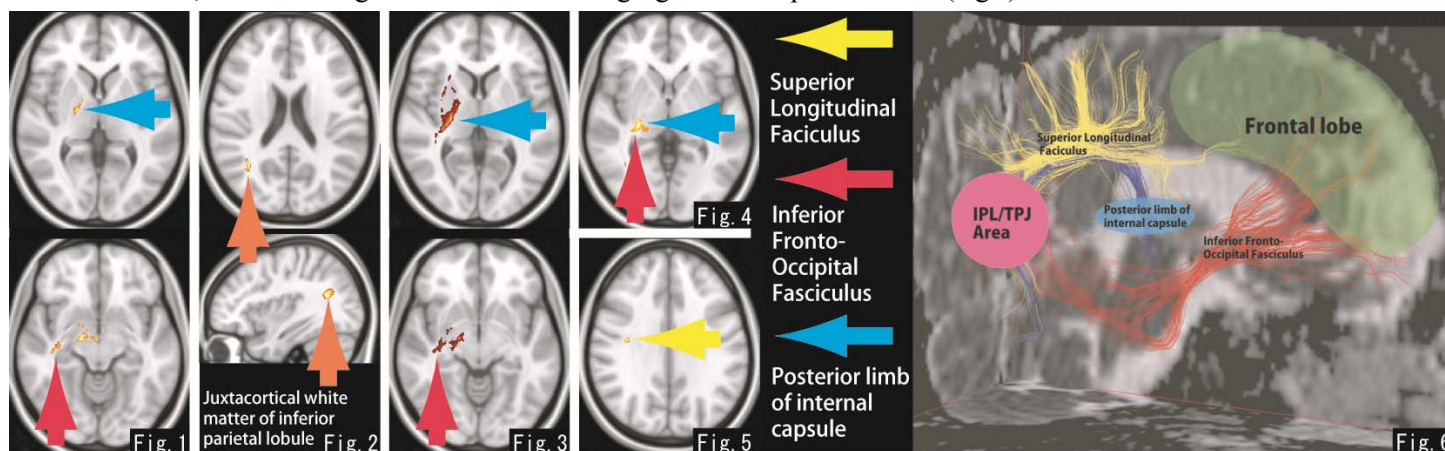 Fig.1
Juxtacortical white
matter of inferior
parietal lobule
Fig.2
Fig.3
Fig.4
Fig.5
Superior
Longitudinal
Faciculus
Inferior
Fronto-
Occipital
Fasciculus
Posterior limb
of internal
capsule
Frontal lobe
Superior Longitudinal
Faciculus
IPL/TPJ
Area
Posterior limb of
internal capsule
Inferior Fronto-
Occipital Fasciculus
Fig.6